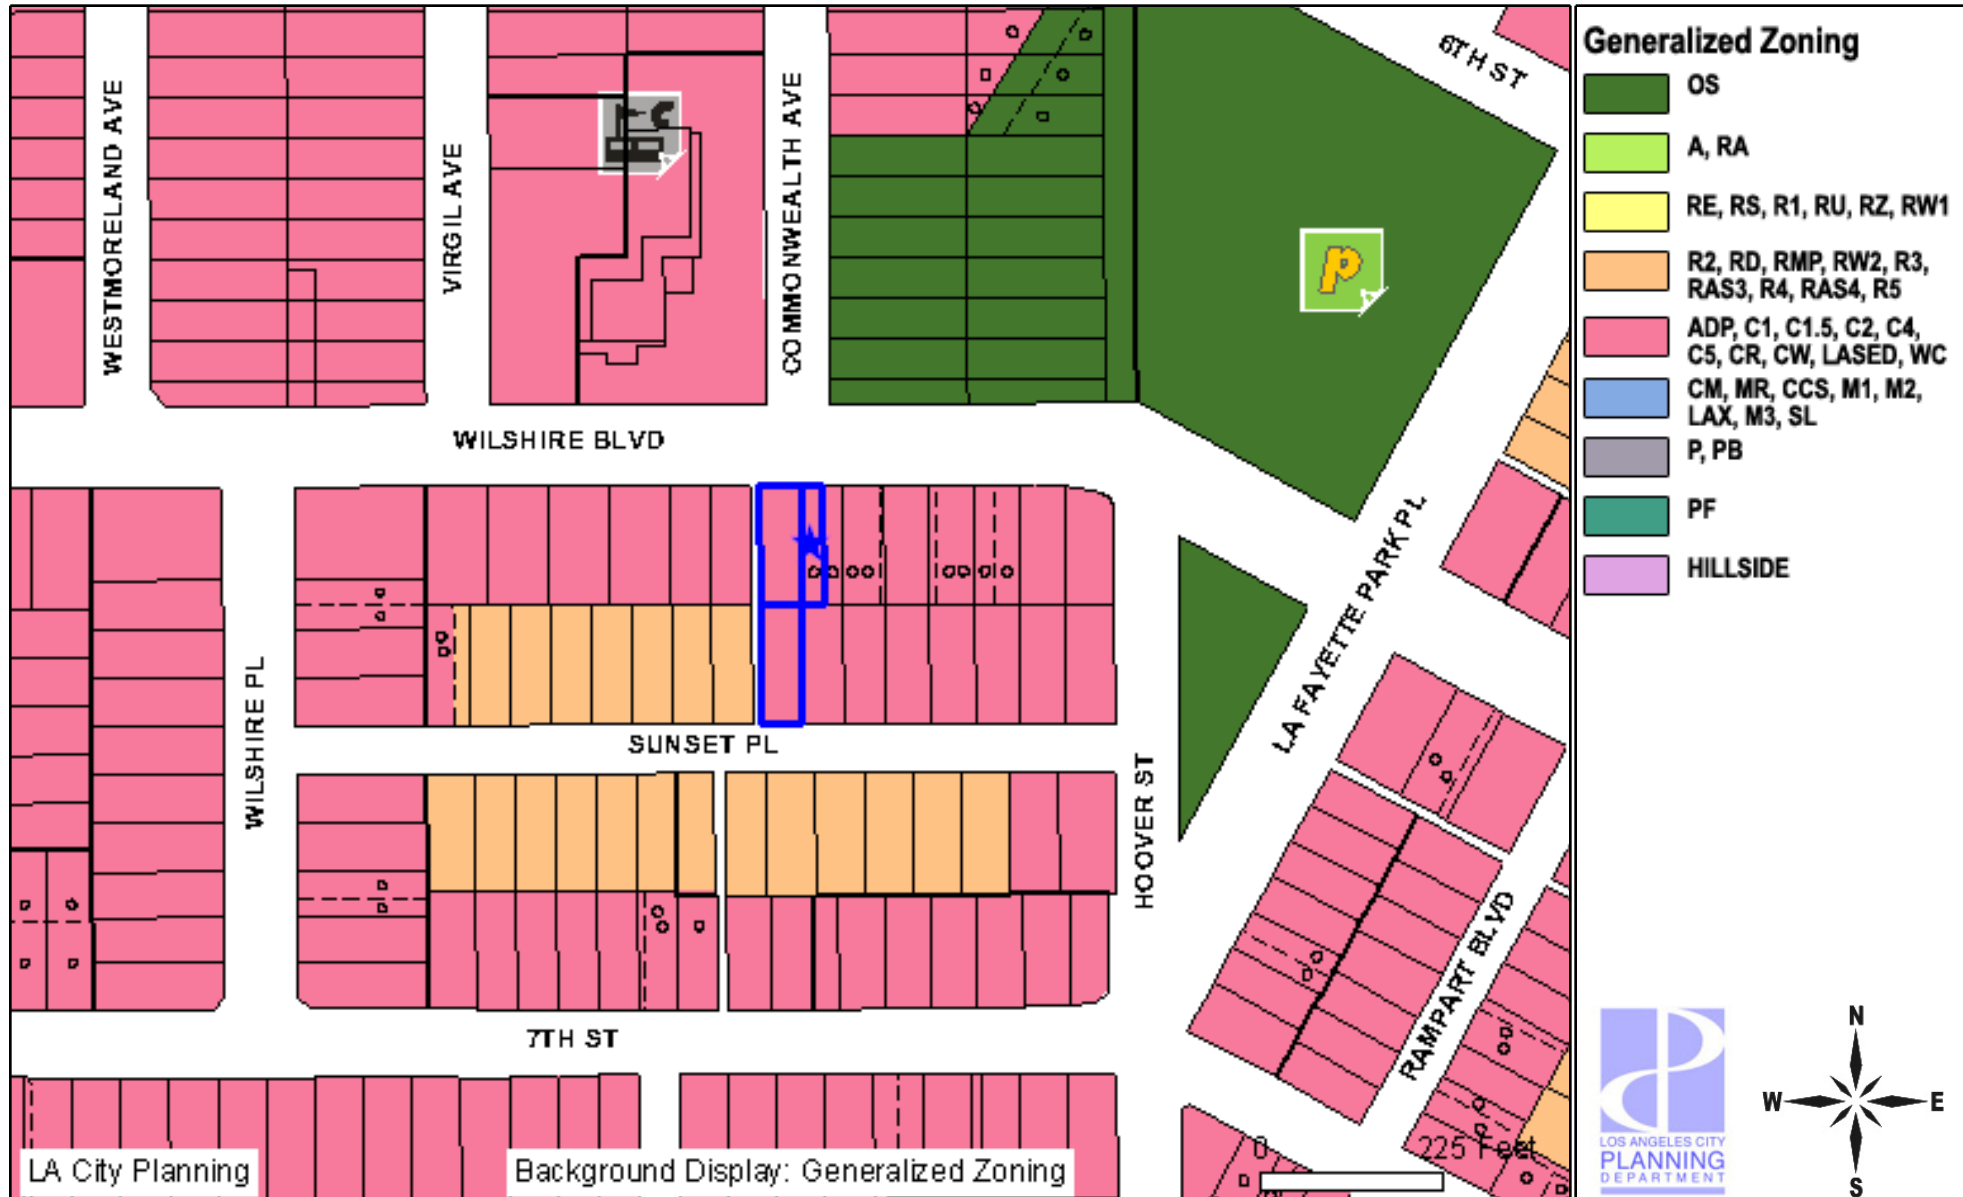 6TH ST
WESTMORELAND AVE
VIRGIL AVE
COMMONWEALTH AVE
P
WILSHIRE BLVD
LA FAYETTE PARK PL
WILSHIRE PL
SUNSET PL
HOOVER ST
RAMPART BLVD
7TH ST
0 225 Feet
LA City Planning
Background Display: Generalized Zoning
Generalized Zoning
OS
A, RA
RE, RS, R1, RU, RZ, RW1
R2, RD, RMP, RW2, R3,
RAS3, R4, RAS4, R5
ADP, C1, C1.5, C2, C4,
C5, CR, CW, LASED, WC
CM, MR, CCS, M1, M2,
LAX, M3, SL
P, PB
PF
HILLSIDE
LOS ANGELES CITY
PLANNING
DEPARTMENT
N
W E
S